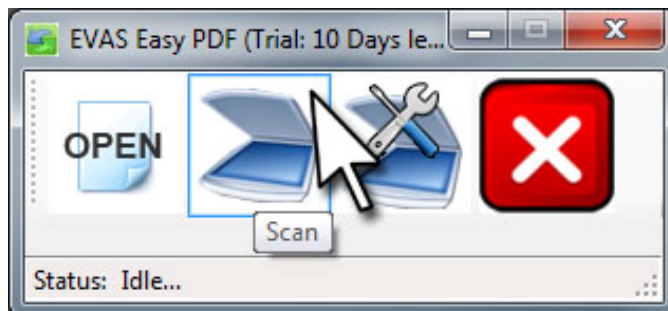 EVAS Easy PDF (Trial: 10 Days le...
OPEN
Scan
Status: Idle...